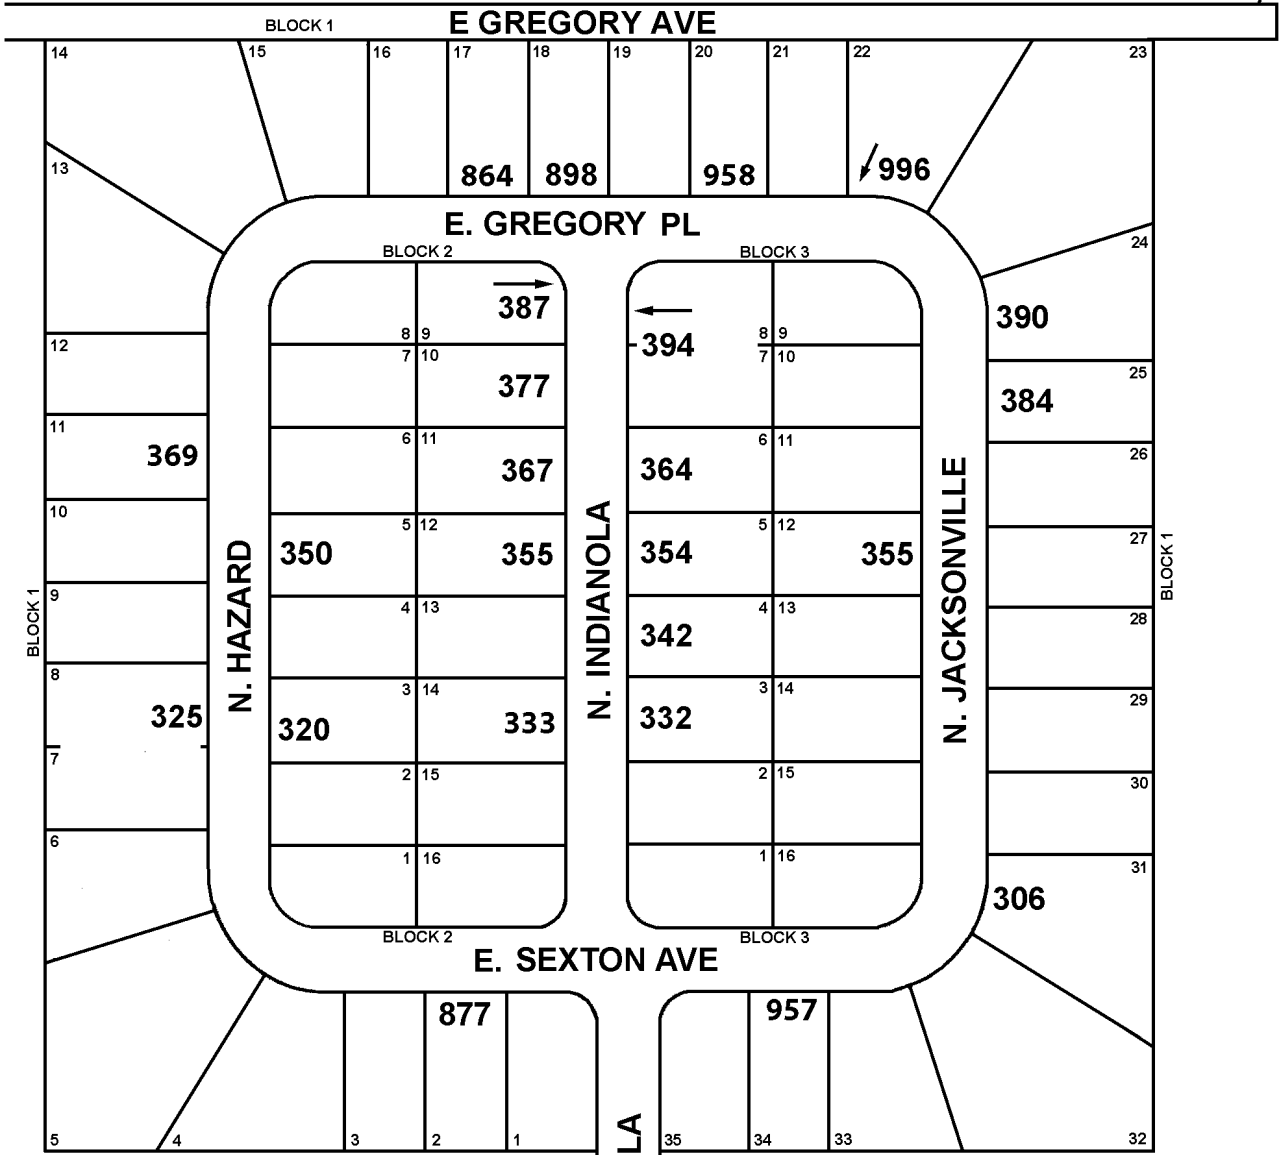 BLOCK 1 E GREGORY AVE
14 15 16 17 18 19 20 21 22 23
13
864 898 958 996
E. GREGORY PL
BLOCK 2 BLOCK 3
24
387
394
390
8 9 8 9
12
7 10 7 10
377
25
384
11
6 11 6 11
26
369
367 364
10
5 12 5 12
27
350 355 354 355
BLOCK 1
N. HAZARD
N. INDIANOLA
N. JACKSONVILLE
BLOCK 1
9
4 13 4 13
28
342
8
3 14 3 14
29
325 320 333 332
7
2 15 2 15
30
6
1 16 1 16
31
306
BLOCK 2 BLOCK 3
E. SEXTON AVE
877 957
LA
5 4 3 2 1 35 34 33 32